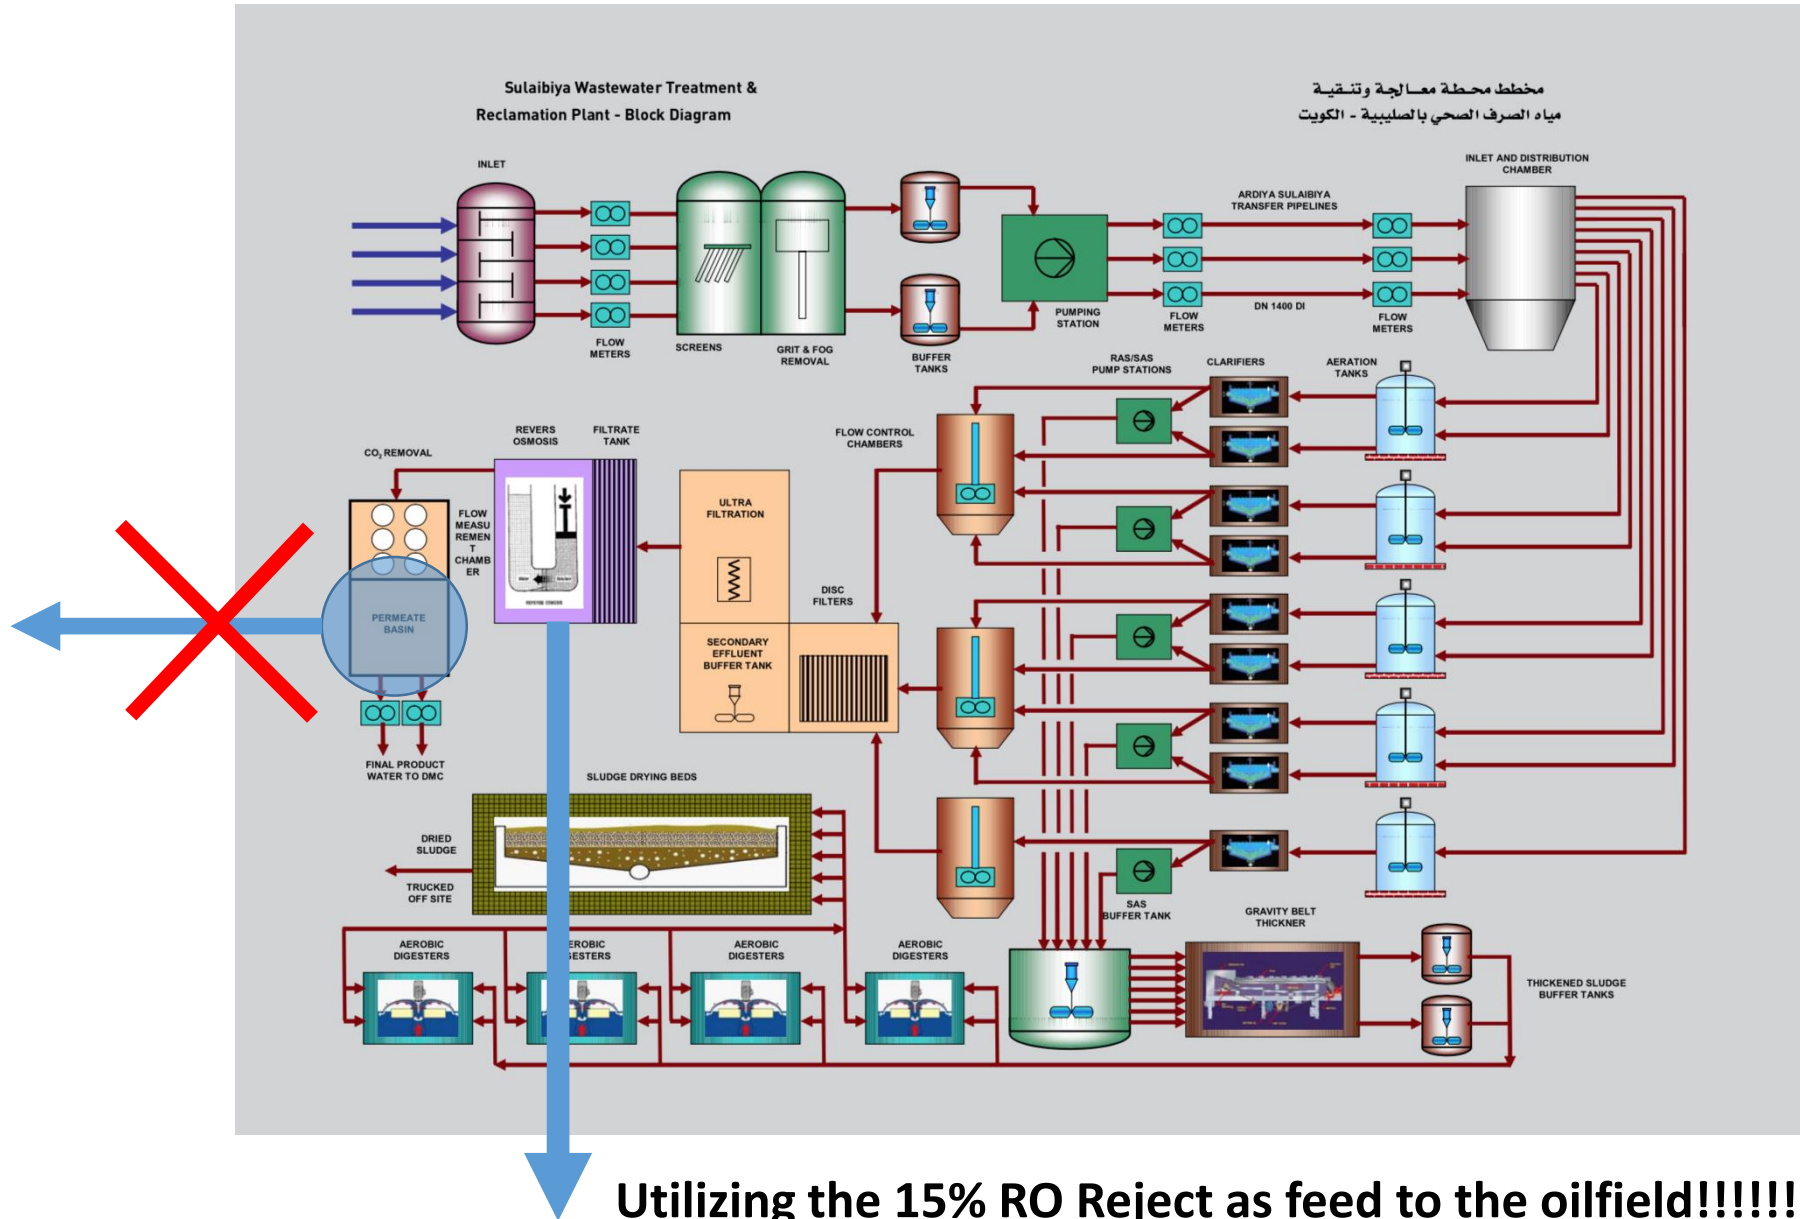 Sulaibiya Wastewater Treatment &
Reclamation Plant - Block Diagram
مخطط محطة معـــالجة وتنـقيـة
مياه الصرف الصحي بالصليبية - الكويت
INLET
FLOW
METERS
SCREENS
GRIT & FOG
REMOVAL
BUFFER
TANKS
PUMPING
STATION
FLOW
METERS
ARDIYA SULAIBIYA
TRANSFER PIPELINES
DN 1400 DI
FLOW
METERS
INLET AND DISTRIBUTION
CHAMBER
RAS/SAS
PUMP STATIONS
CLARIFIERS
AERATION
TANKS
FLOW CONTROL
CHAMBERS
REVERS
OSMOSIS
FILTRATE
TANK
CO₂ REMOVAL
FLOW
MEASU
REMEN
T
CHAMB
ER
ULTRA
FILTRATION
DISC
FILTERS
SECONDARY
EFFLUENT
BUFFER TANK
REVERSE OSMOSIS
PERMEATE
BASIN
FINAL PRODUCT
WATER TO DMC
SLUDGE DRYING BEDS
DRIED
SLUDGE
TRUCKED
OFF SITE
SAS
BUFFER TANK
GRAVITY BELT
THICKNER
AEROBIC
DIGESTERS
EROBIC
GESTERS
AEROBIC
DIGESTERS
AEROBIC
DIGESTERS
THICKENED SLUDGE
BUFFER TANKS
Utilizing the 15% RO Reject as feed to the oilfield!!!!!!